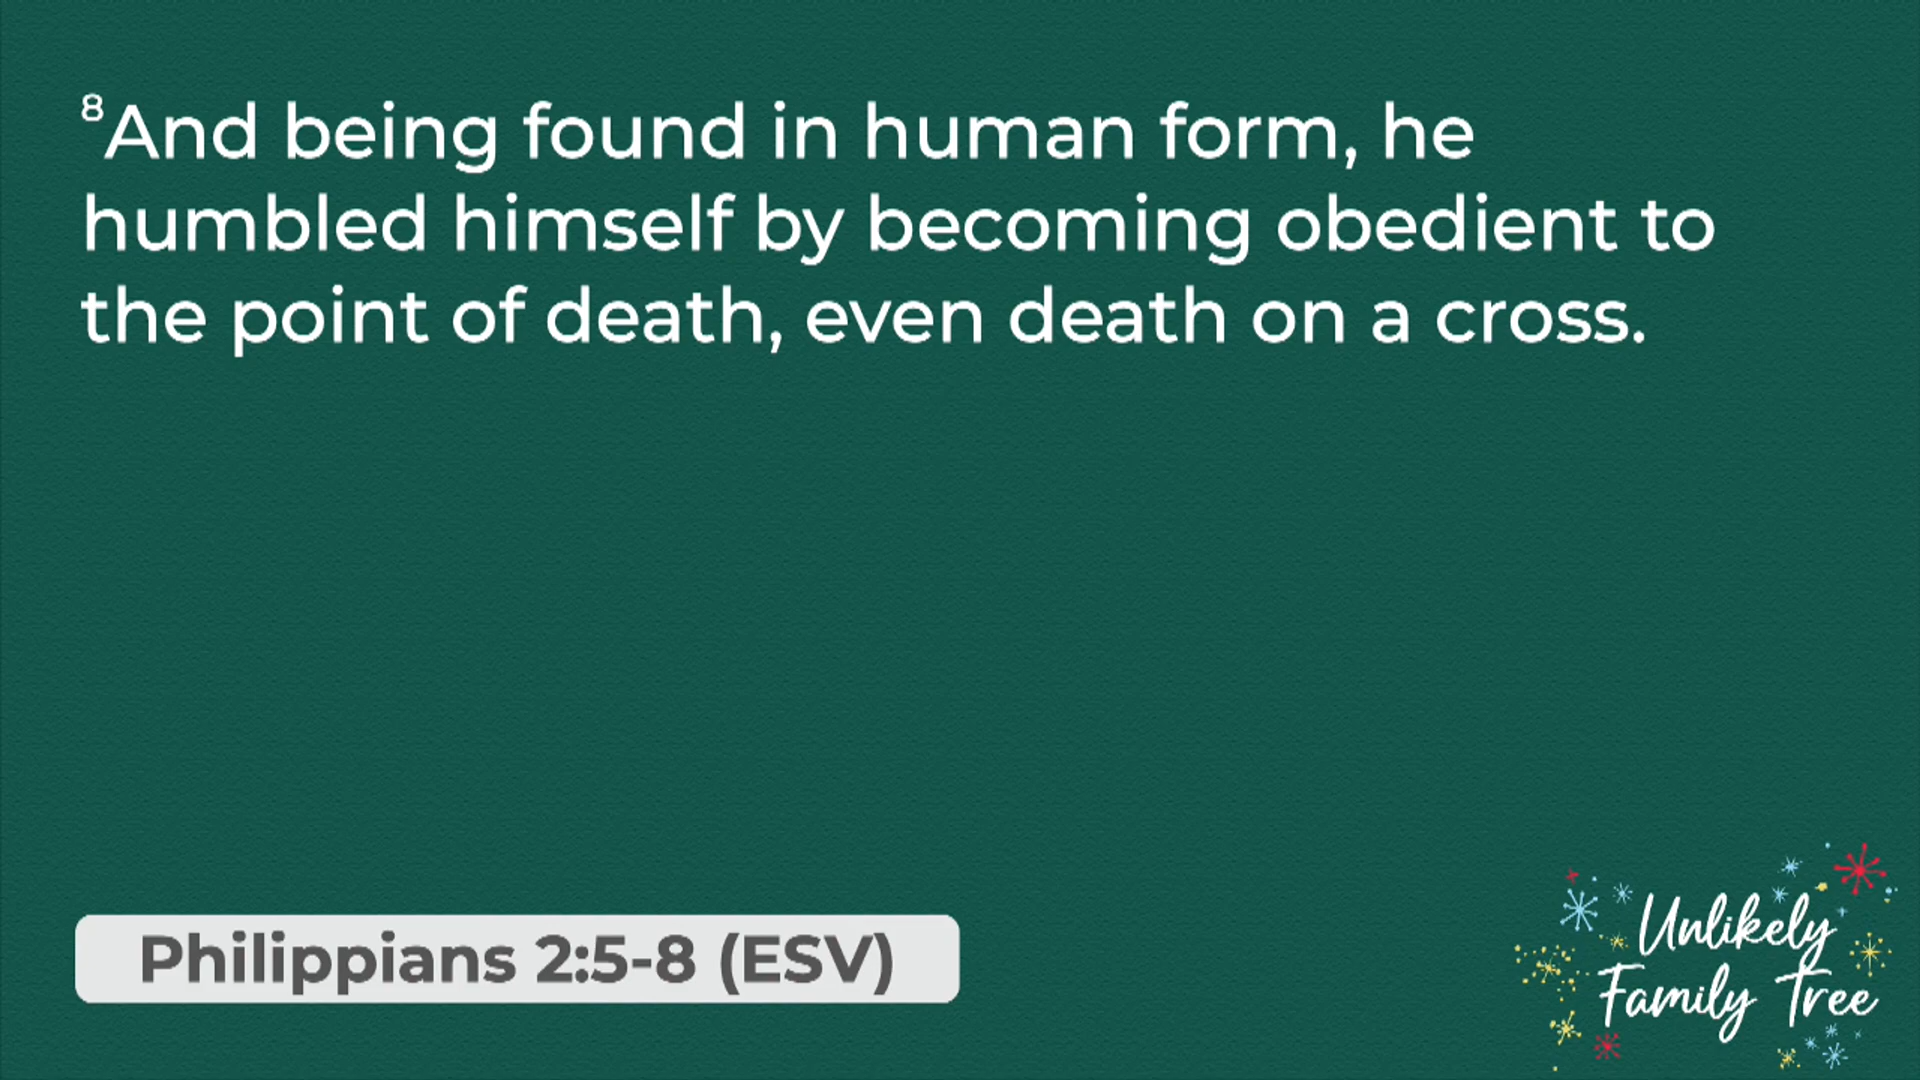 ⁸And being found in human form, he
humbled himself by becoming obedient to
the point of death, even death on a cross.
Philippians 2:5-8 (ESV)
Unlikely
Family Tree